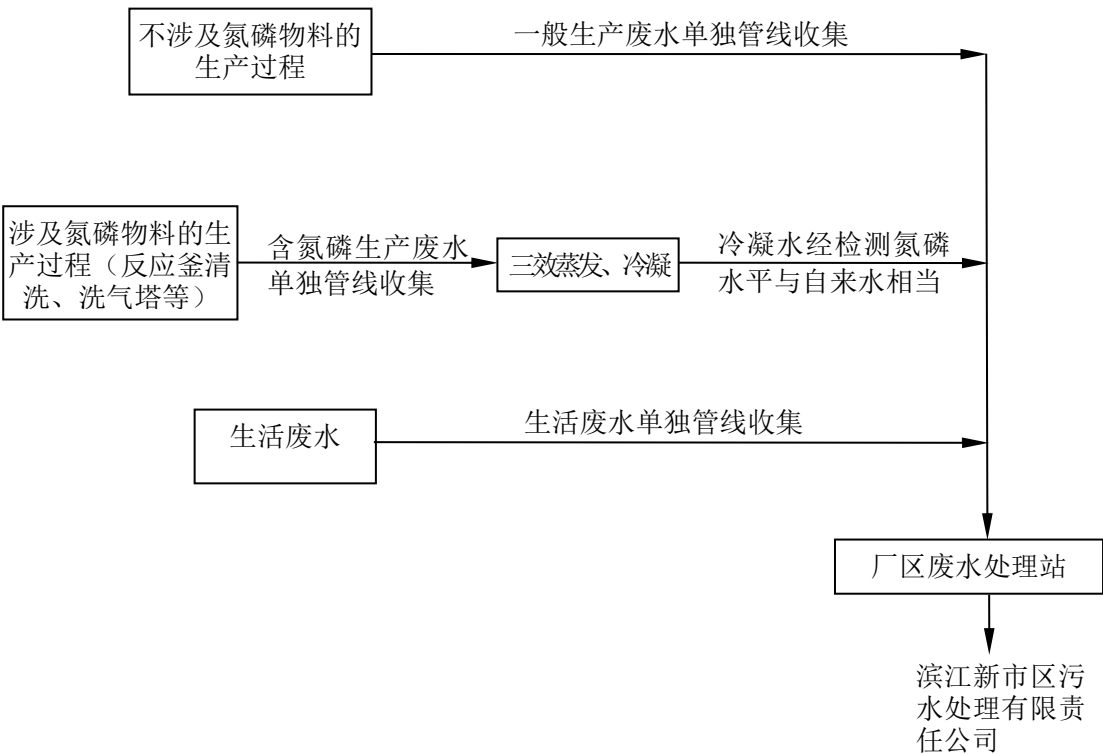 不涉及氮磷物料的
生产过程
一般生产废水单独管线收集
涉及氮磷物料的生
产过程（反应釜清
洗、洗气塔等）
含氮磷生产废水
单独管线收集
三效蒸发、冷凝
冷凝水经检测氮磷
水平与自来水相当
生活废水
生活废水单独管线收集
厂区废水处理站
滨江新市区污
水处理有限责
任公司